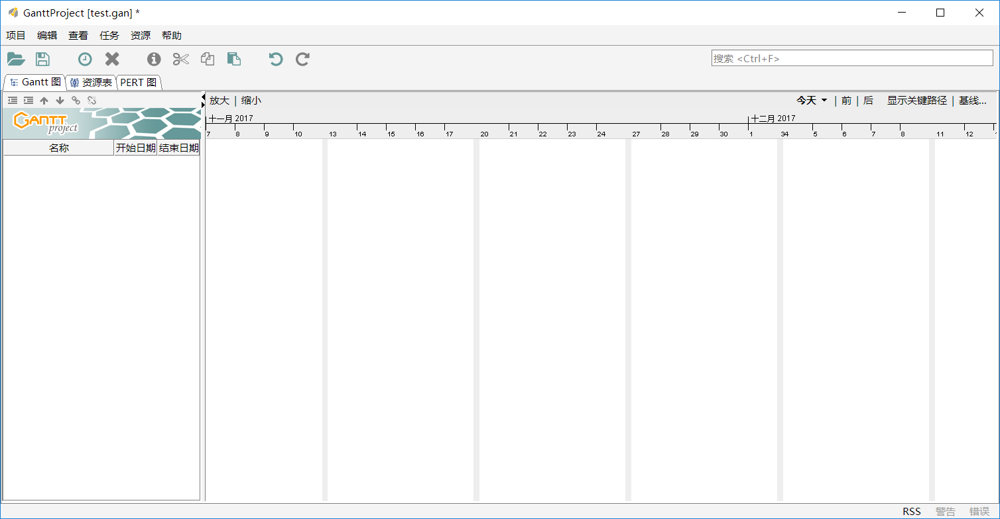 GanttProject [test.gan] *
项目 编辑 查看 任务 资源 帮助
搜索 <Ctrl+F>
Gantt 图 资源表 PERT 图
放大 | 缩小 今天 | 前 | 后 显示关键路径 | 基线...
GANTT project
十一月 2017 十二月 2017
7 8 9 10 13 14 15 16 17 20 21 22 23 24 27 28 29 30 1 34 5 6 7 8 11 12
名称 开始日期 结束日期
RSS 警告 错误